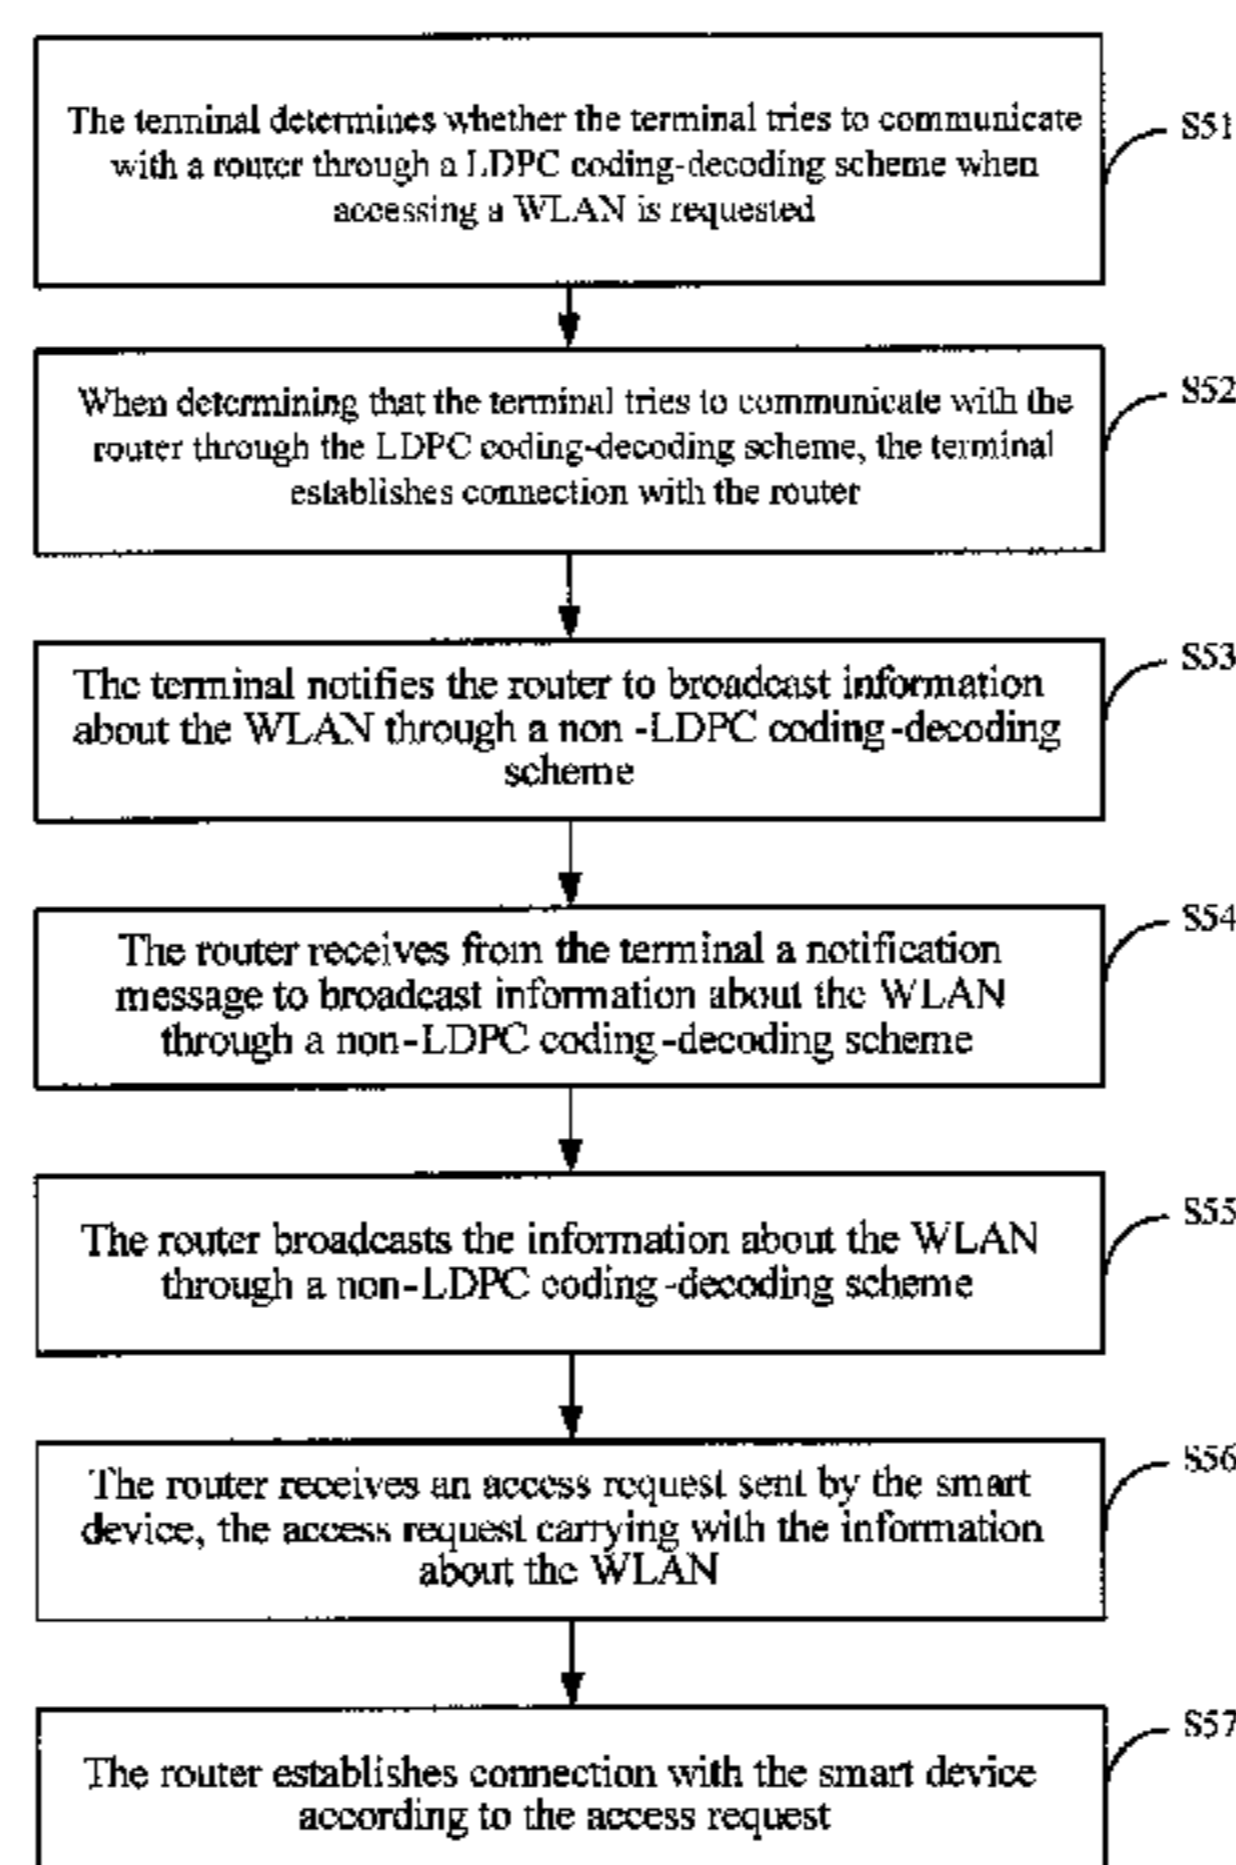 The terminal determines whether the terminal tries to communicate
with a router through a LDPC coding-decoding scheme when
accessing a WLAN is requested
S51
When determining that the terminal tries to communicate with the
router through the LDPC coding-decoding scheme, the terminal
establishes connection with the router
S52
The terminal notifies the router to broadcast information
about the WLAN through a non -LDPC coding-decoding
scheme
S53
The router receives from the terminal a notification
message to broadcast information about the WLAN
through a non-LDPC coding-decoding scheme
S54
The router broadcasts the information about the WLAN
through a non-LDPC coding-decoding scheme
S55
The router receives an access request sent by the smart
device, the access request carrying with the information
about the WLAN
S56
The router establishes connection with the smart device
according to the access request
S57